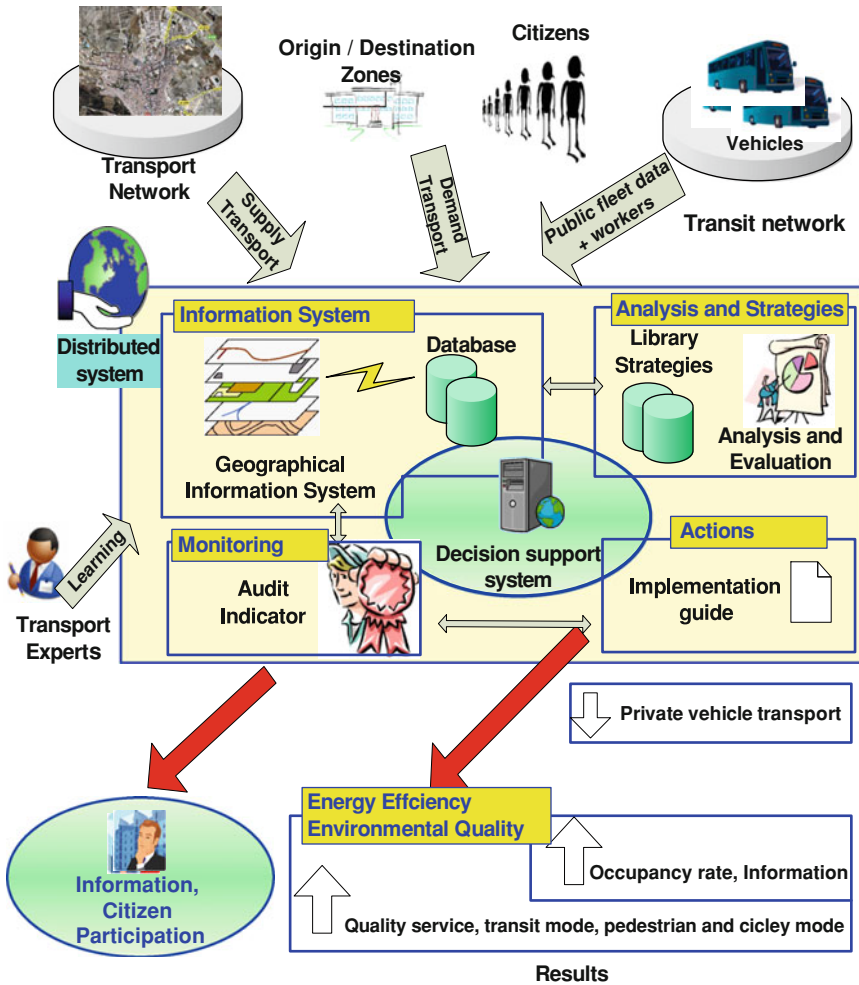 Origin / Destination
Zones
Citizens
Vehicles
Transport
Network
Transit network
Supply
Transport
Demand
Transport
Public fleet data
+ workers
Distributed
system
Information System
Database
Geographical
Information System
Analysis and Strategies
Library
Strategies
Analysis and
Evaluation
Decision support
system
Learning
Transport
Experts
Monitoring
Audit
Indicator
Actions
Implementation
guide
Private vehicle transport
Energy Effciency
Environmental Quality
Occupancy rate, Information
Quality service, transit mode, pedestrian and cicley mode
Information,
Citizen
Participation
Results